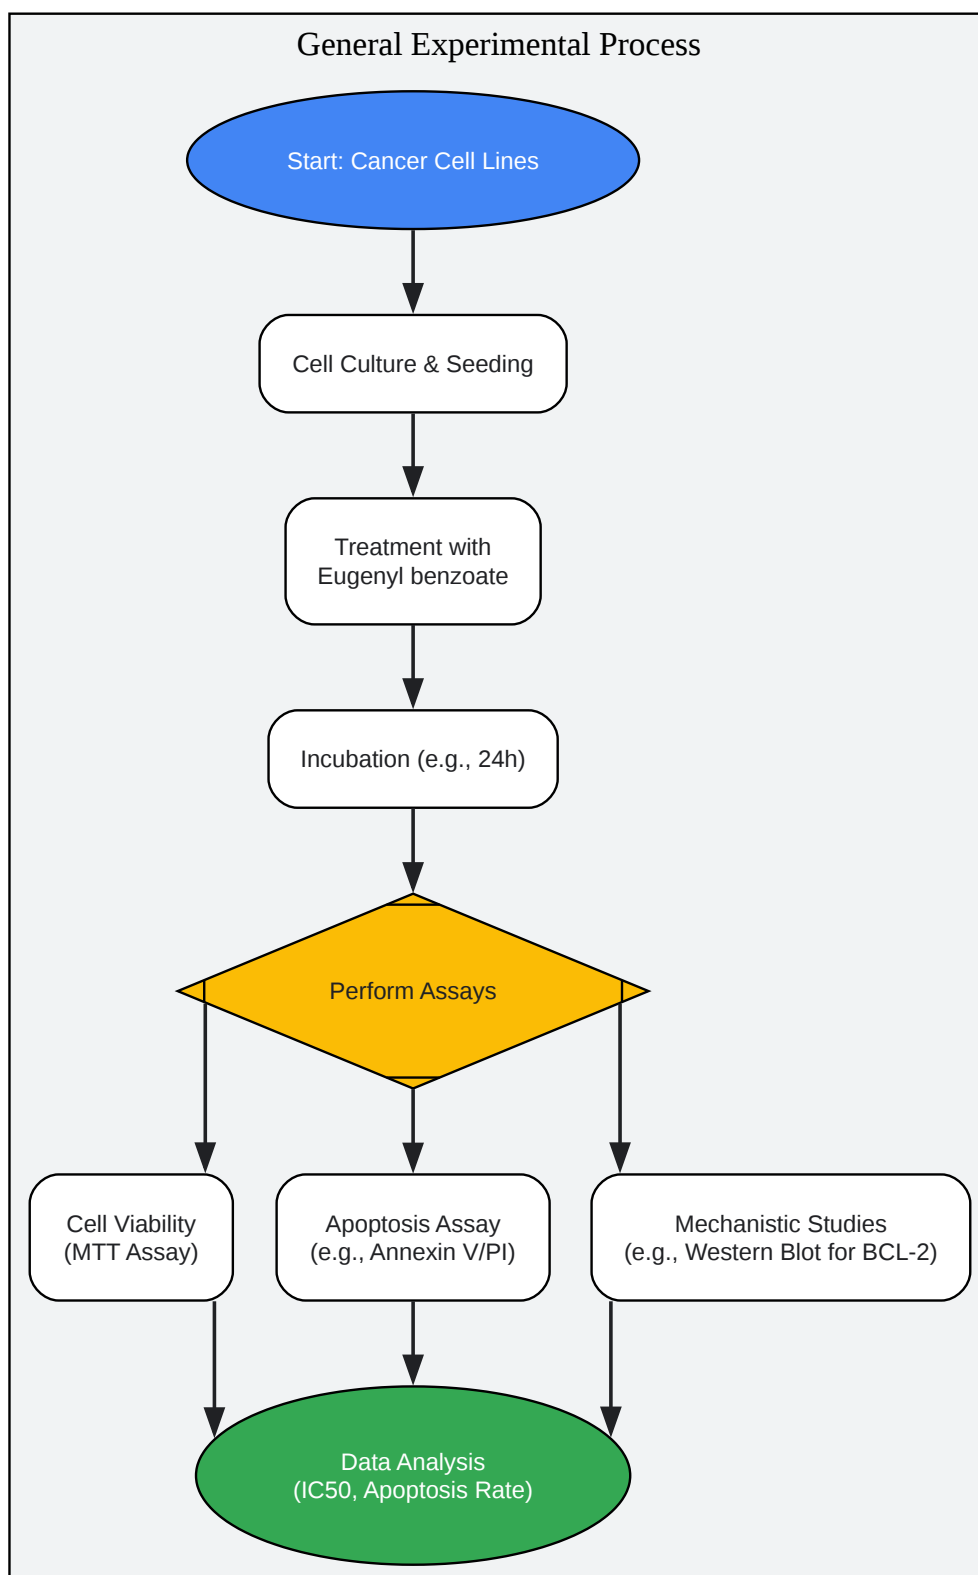 General Experimental Process
Start: Cancer Cell Lines
Cell Culture & Seeding
Treatment with
Eugenyl benzoate
Incubation (e.g., 24h)
Perform Assays
Cell Viability
(MTT Assay)
Apoptosis Assay
(e.g., Annexin V/PI)
Mechanistic Studies
(e.g., Western Blot for BCL-2)
Data Analysis
(IC50, Apoptosis Rate)